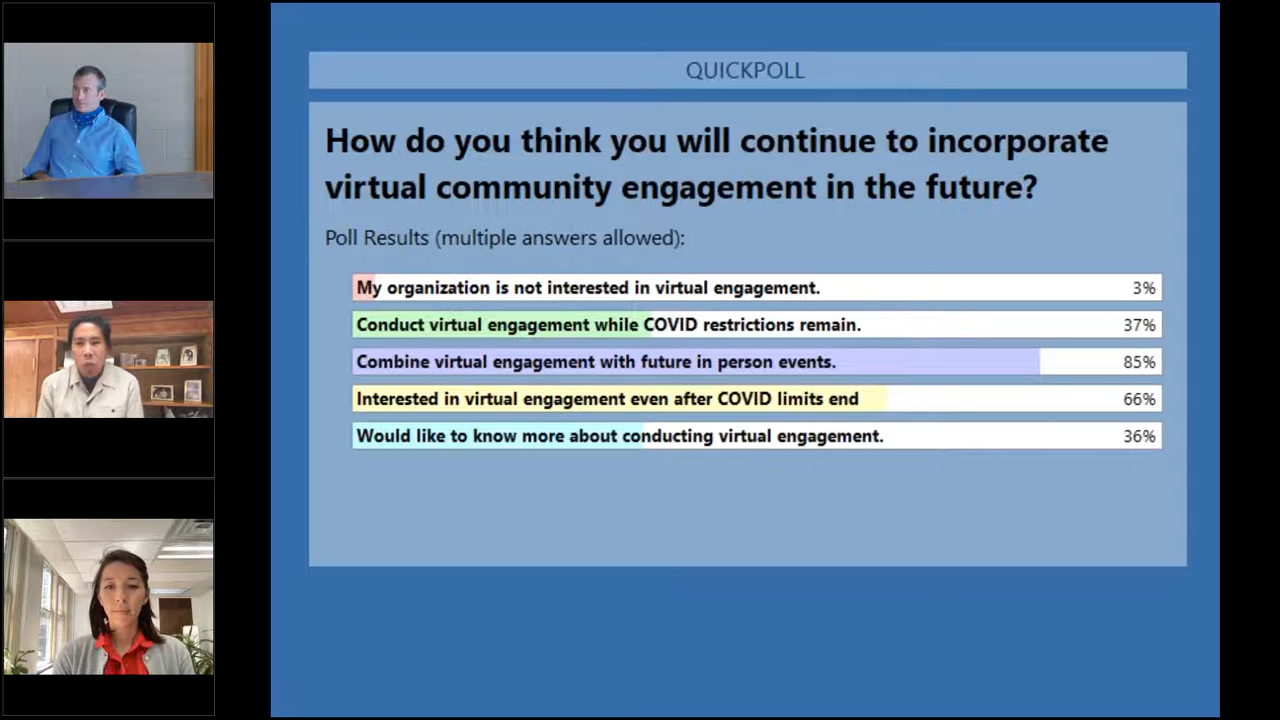 QUICKPOLL
How do you think you will continue to incorporate
virtual community engagement in the future?
Poll Results (multiple answers allowed):
My organization is not interested in virtual engagement. 3%
Conduct virtual engagement while COVID restrictions remain. 37%
Combine virtual engagement with future in person events. 85%
Interested in virtual engagement even after COVID limits end 66%
Would like to know more about conducting virtual engagement. 36%